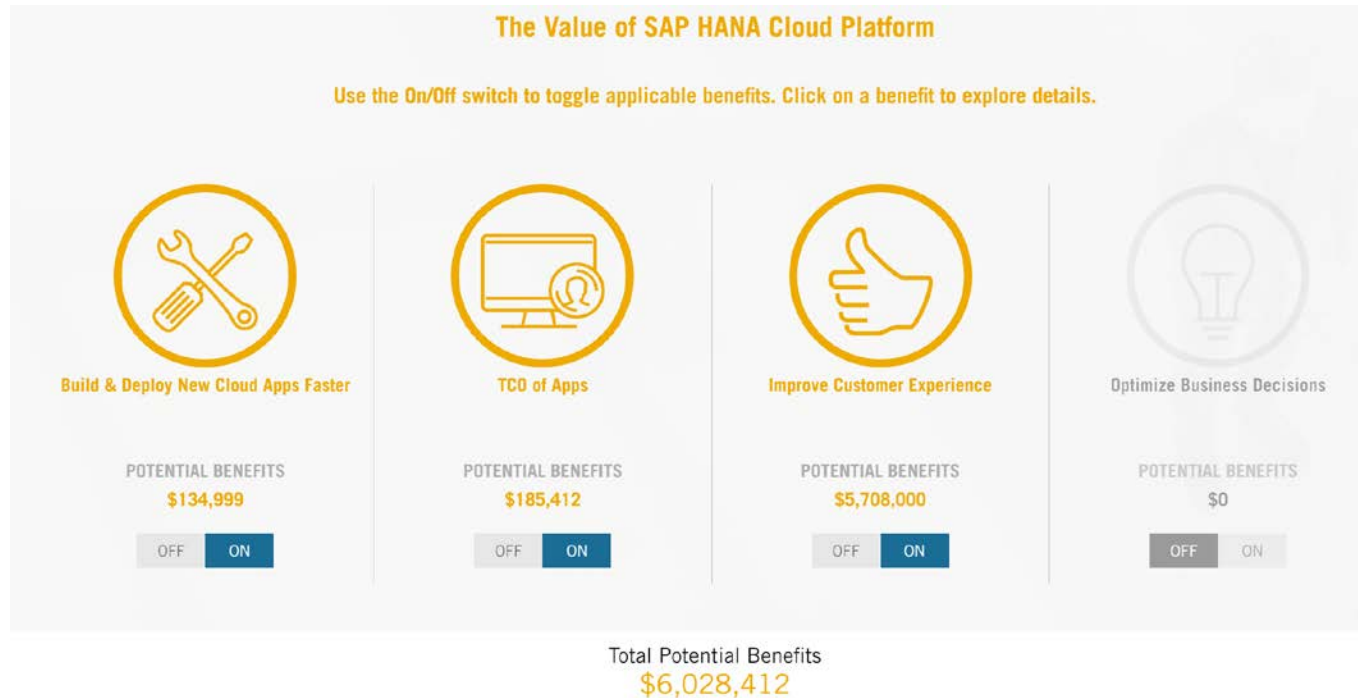 The Value of SAP HANA Cloud Platform
Use the On/Off switch to toggle applicable benefits. Click on a benefit to explore details.
Build & Deploy New Cloud Apps Faster
POTENTIAL BENEFITS
$134,999
OFF ON
TCO of Apps
POTENTIAL BENEFITS
$185,412
OFF ON
Improve Customer Experience
POTENTIAL BENEFITS
$5,708,000
OFF ON
Optimize Business Decisions
POTENTIAL BENEFITS
$0
OFF ON
Total Potential Benefits
$6,028,412